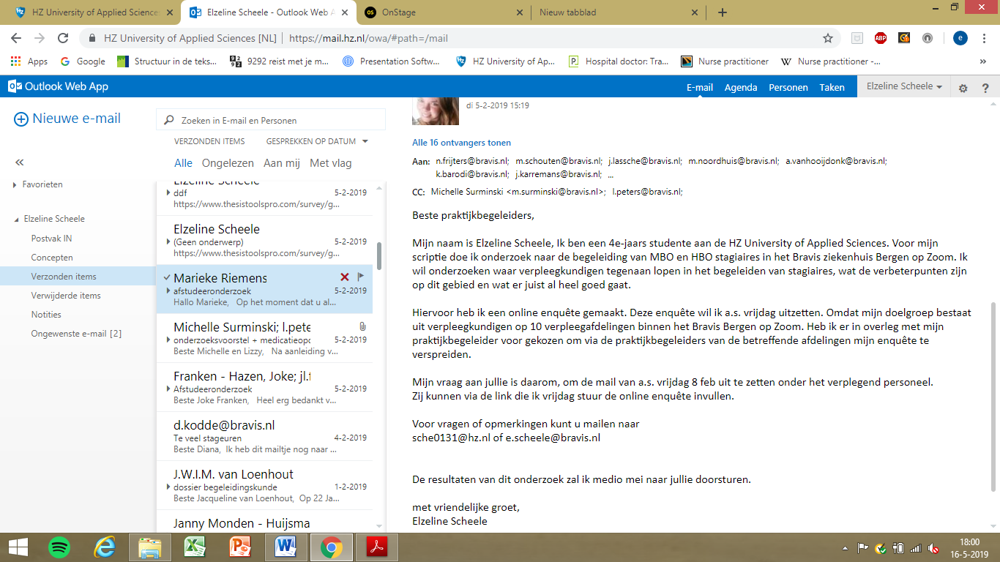 HZ University of Applied Sciences
Elzeline Scheele - Outlook Web A
OnStage
Nieuw tabblad
HZ University of Applied Sciences [NL] | https://mail.hz.nl/owa/#path=/mail
ABP
e
Apps
Google
Structuur in de teks...
9292 reist met je m...
Presentation Softw...
HZ University of Ap...
Hospital doctor: Tra...
Nurse practitioner
Nurse practitioner -...
Outlook Web App
E-mail
Agenda
Personen
Taken
Elzeline Scheele
?
Nieuwe e-mail
Favorieten
Elzeline Scheele
Postvak IN
Concepten
Verzonden items
Verwijderde items
Notities
Ongewenste e-mail [2]
Zoeken in E-mail en Personen
VERZONDEN ITEMS
GESPREKKEN OP DATUM
Alle Ongelezen Aan mij Met vlag
Elzeline Scheele
ddf 5-2-2019
https://www.thesistoolspro.com/survey/g...
Elzeline Scheele
(Geen onderwerp) 5-2-2019
https://www.thesistoolspro.com/survey/g...
Marieke Riemens
afstudeeronderzoek 5-2-2019
Hallo Marieke, Op het moment dat u al...
Michelle Surminski; l.pete
onderzoeksvoorstel + medicatieopd 5-2-2019
Beste Michelle en Lizzy, Na aanleiding v...
Franken - Hazen, Joke; jl.f
Afstudeeronderzoek 5-2-2019
Beste Joke Franken, Heel erg bedankt v...
d.kodde@bravis.nl
Te veel stageuren 4-2-2019
Beste Diana, Ik heb dit mailtje nog naar ...
J.W.I.M. van Loenhout
dossier begeleidingskunde 1-2-2019
Beste Jacqueline van Loenhout, Op 22 Ja...
Janny Monden - Huijsma
di 5-2-2019 15:19
Alle 16 ontvangers tonen
Aan: n.frijters@bravis.nl; m.schouten@bravis.nl; j.lassche@bravis.nl; m.noordhuis@bravis.nl; a.vanhooijdonk@bravis.nl;
k.barodi@bravis.nl; j.karremans@bravis.nl; ...
CC: Michelle Surminski <m.surminski@bravis.nl>; l.peters@bravis.nl;
Beste praktijkbegeleiders,
Mijn naam is Elzeline Scheele, Ik ben een 4e-jaars studente aan de HZ University of Applied Sciences. Voor mijn
scriptie doe ik onderzoek naar de begeleiding van MBO en HBO stagiaires in het Bravis ziekenhuis Bergen op Zoom. Ik
wil onderzoeken waar verpleegkundigen tegenaan lopen in het begeleiden van stagiaires, wat de verbeterpunten zijn
op dit gebied en wat er juist al heel goed gaat.
Hiervoor heb ik een online enquête gemaakt. Deze enquête wil ik a.s. vrijdag uitzetten. Omdat mijn doelgroep bestaat
uit verpleegkundigen op 10 verpleegafdelingen binnen het Bravis Bergen op Zoom. Heb ik er in overleg met mijn
praktijkbegeleider voor gekozen om via de praktijkbegeleiders van de betreffende afdelingen mijn enquête te
verspreiden.
Mijn vraag aan jullie is daarom, om de mail van a.s. vrijdag 8 feb uit te zetten onder het verplegend personeel.
Zij kunnen via de link die ik vrijdag stuur de online enquête invullen.
Voor vragen of opmerkingen kunt u mailen naar
sche0131@hz.nl of e.scheele@bravis.nl
De resultaten van dit onderzoek zal ik medio mei naar jullie doorsturen.
met vriendelijke groet,
Elzeline Scheele
18:00
16-5-2019